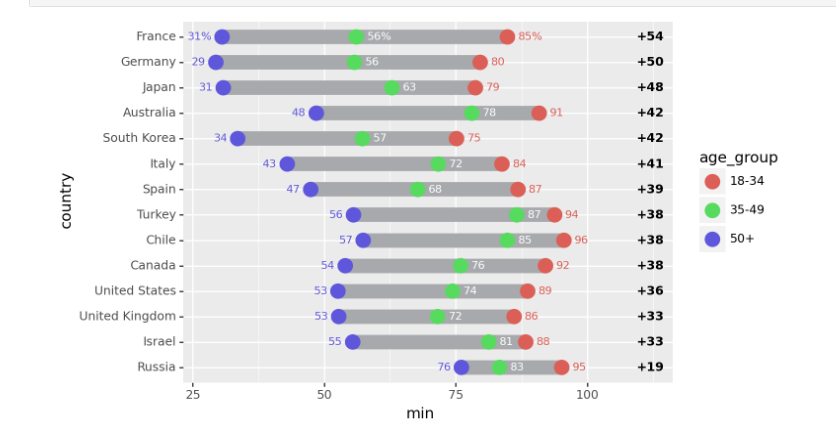 France 31% 56% 85% +54
Germany 29 56 80 +50
Japan 31 63 79 +48
Australia 48 78 91 +42
South Korea 34 57 75 +42
Italy 43 72 84 +41
Spain 47 68 87 +39
Turkey 56 87 94 +38
Chile 57 85 96 +38
Canada 54 76 92 +38
United States 53 74 89 +36
United Kingdom 53 72 86 +33
Israel 55 81 88 +33
Russia 76 83 95 +19
25 50 75 100
min
country
age_group
18-34
35-49
50+